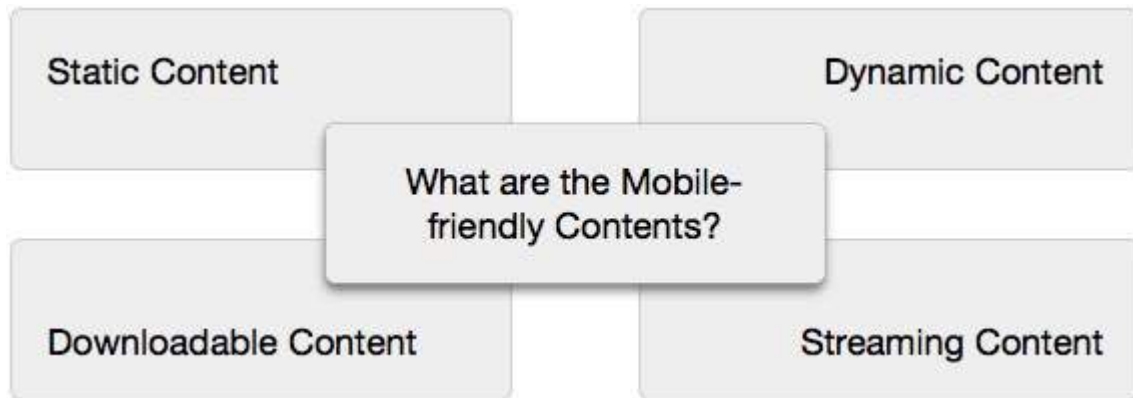 Static Content
Dynamic Content
What are the Mobile-
friendly Contents?
Downloadable Content
Streaming Content